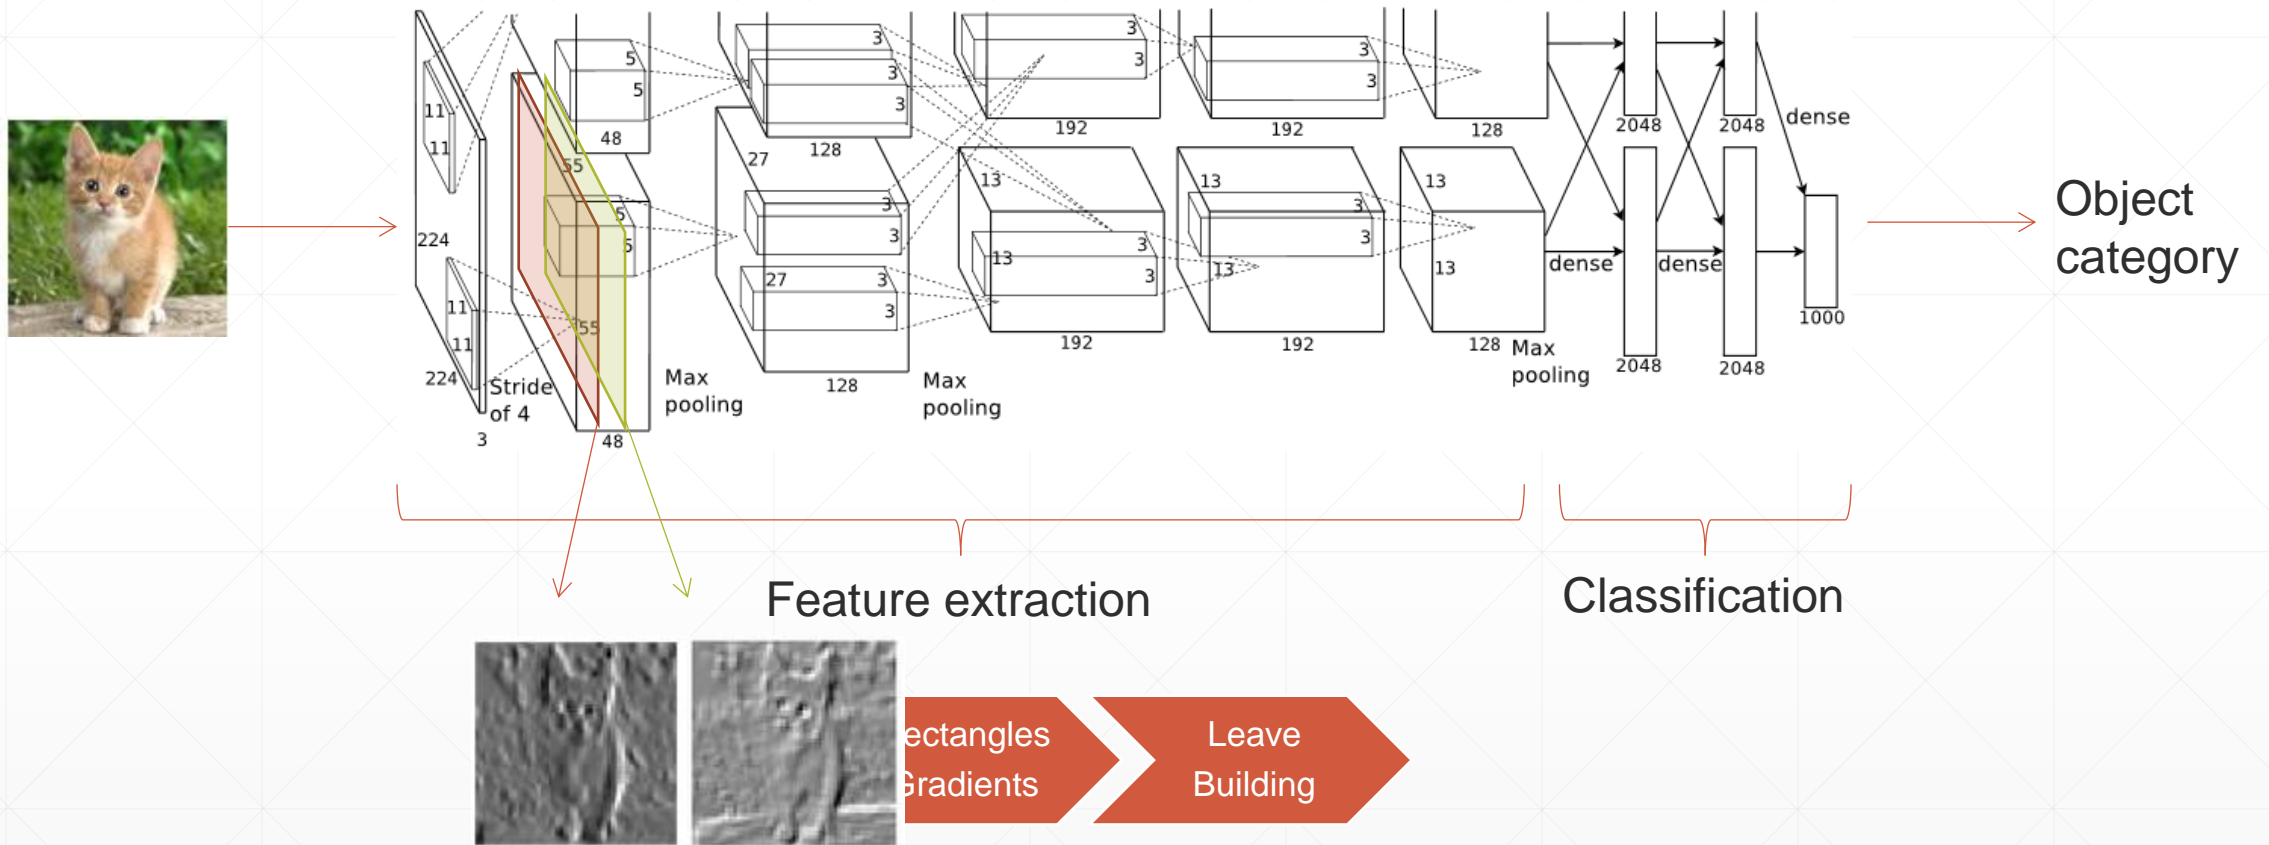 11
11
5
5
48
3
3
3
128
3
3
192
3
3
192
128
2048
2048
dense
224
55
5
5
27
3
3
13
13
3
3
13
13
3
3
13
13
dense
dense
11
11
55
27
3
3
224
Stride
of 4
3
48
Max
pooling
128
Max
pooling
192
192
128
Max
pooling
2048
2048
1000
Object
category
Feature extraction
Classification
ectangles
Gradients
Leave
Building